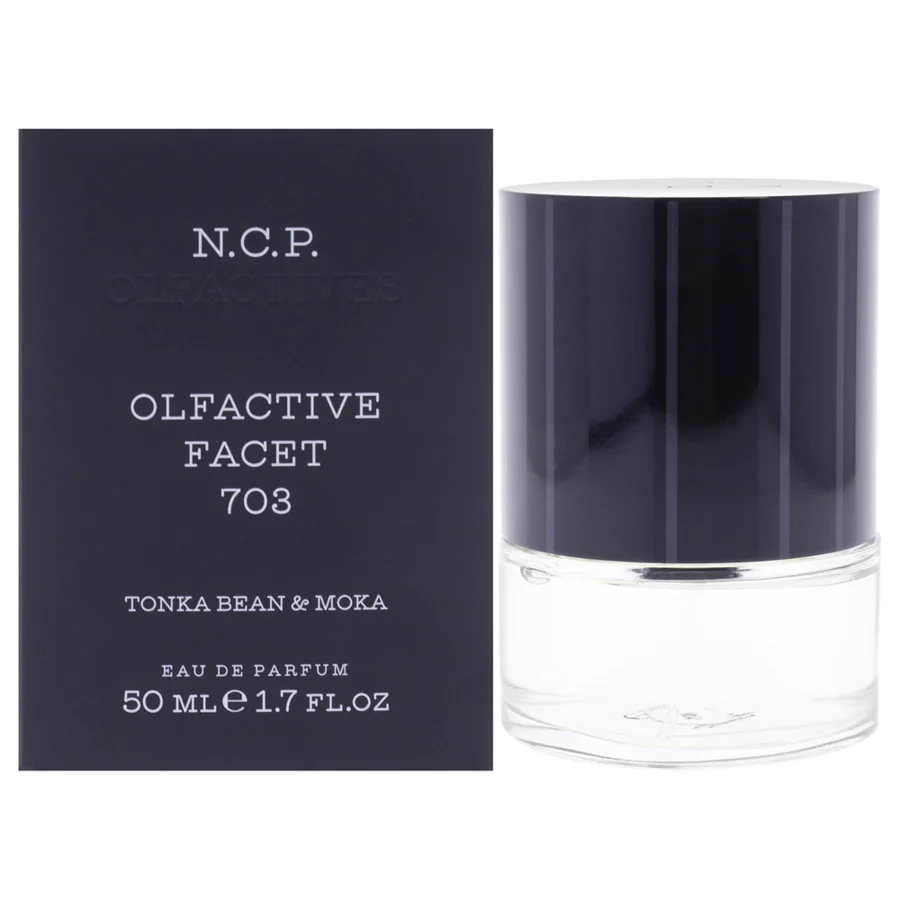 N.C.P.
OLFACTIVES
OLFACTIVE
FACET
703
TONKA BEAN & MOKA
EAU DE PARFUM
50 ML ℮ 1.7 FL.OZ